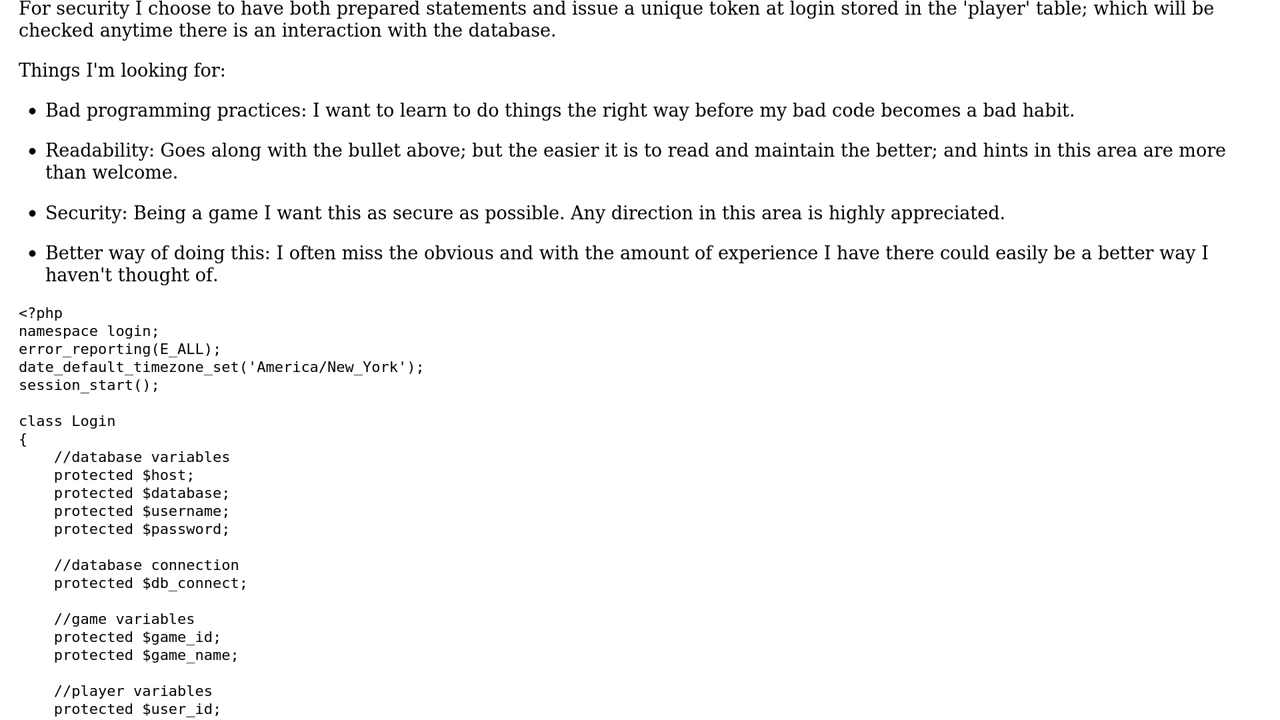 For security I choose to have both prepared statements and issue a unique token at login stored in the 'player' table; which will be
checked anytime there is an interaction with the database.
Things I'm looking for:
• Bad programming practices: I want to learn to do things the right way before my bad code becomes a bad habit.
• Readability: Goes along with the bullet above; but the easier it is to read and maintain the better; and hints in this area are more
than welcome.
• Security: Being a game I want this as secure as possible. Any direction in this area is highly appreciated.
• Better way of doing this: I often miss the obvious and with the amount of experience I have there could easily be a better way I
haven't thought of.
<?php
namespace login;
error_reporting(E_ALL);
date_default_timezone_set('America/New_York');
session_start();
class Login
{
    //database variables
    protected $host;
    protected $database;
    protected $username;
    protected $password;
    //database connection
    protected $db_connect;
    //game variables
    protected $game_id;
    protected $game_name;
    //player variables
    protected $user_id;